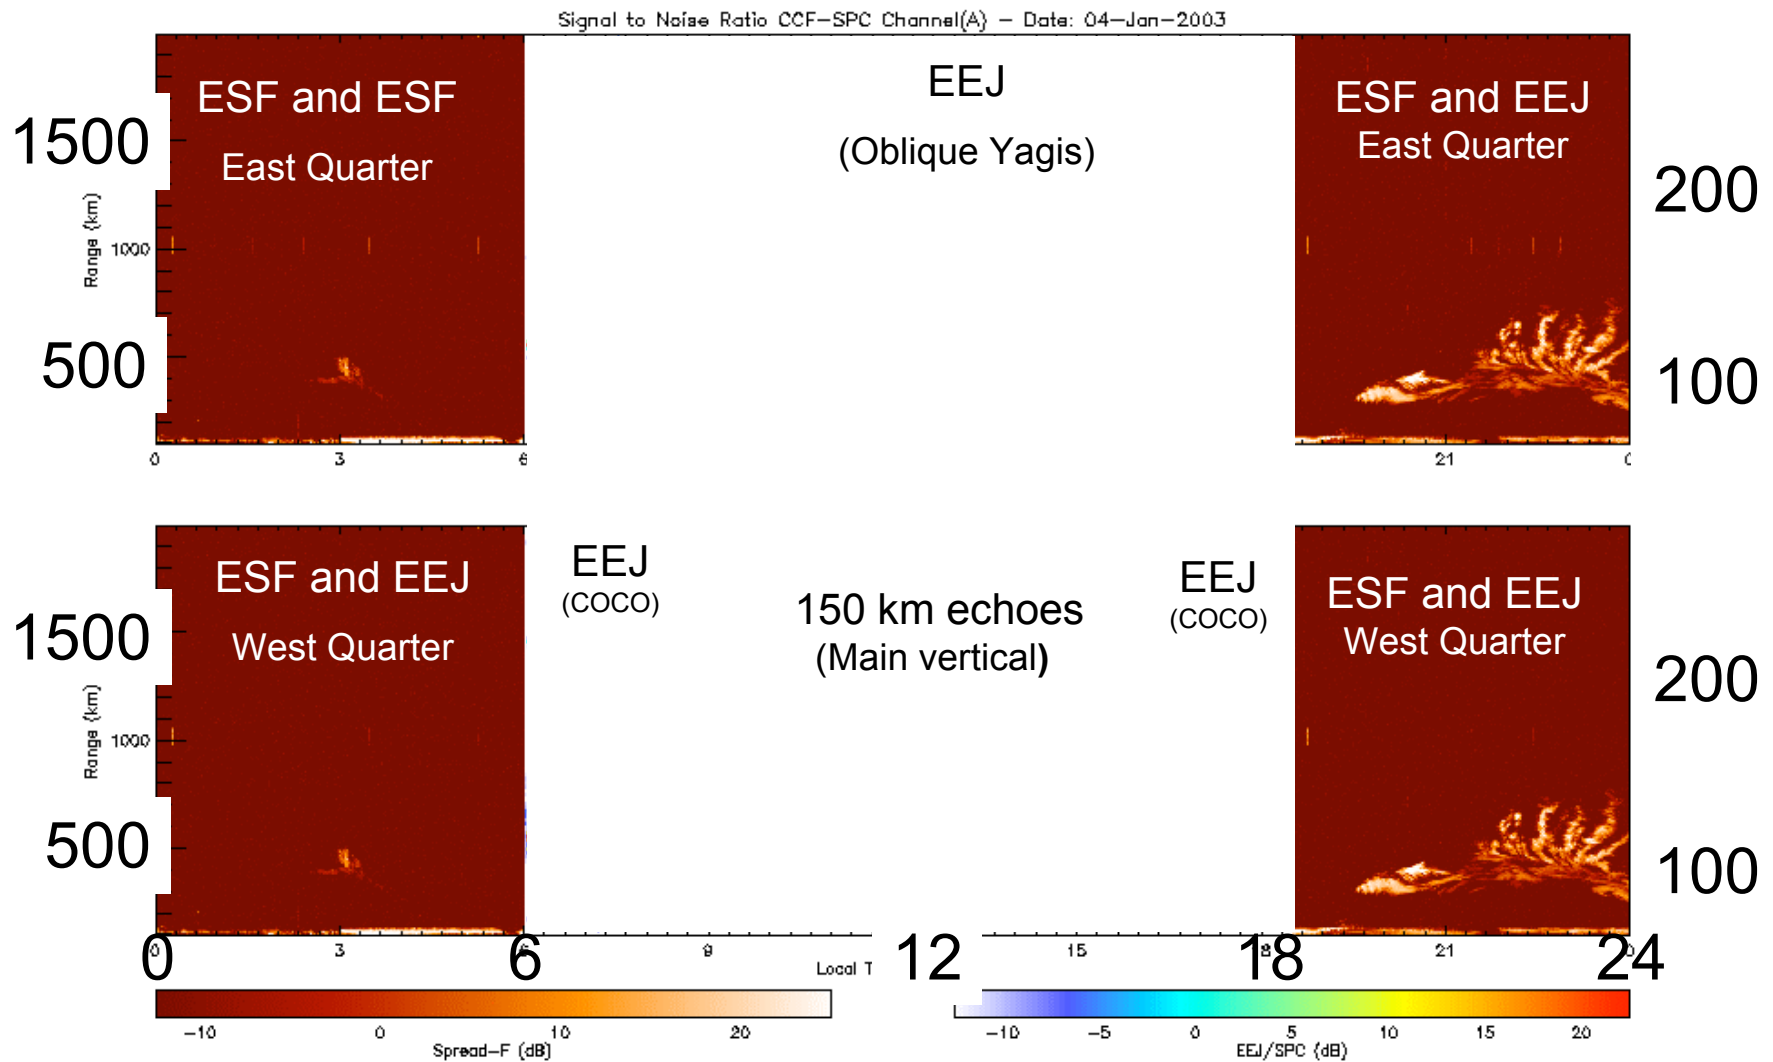 Signal to Noise Ratio CCF-SPC Channel(A) - Date: 04-Jan-2003
ESF and ESF
East Quarter
EEJ
(Oblique Yagis)
ESF and EEJ
East Quarter
1500
Range (km)
1000
500
200
100
0 3 6 21 0
ESF and EEJ
West Quarter
EEJ
(COCO)
150 km echoes
(Main vertical)
EEJ
(COCO)
ESF and EEJ
West Quarter
1500
Range (km)
1000
500
200
100
0 3 6 9 12 15 18 21 24
Local T
-10 0 10 20
Spread-F (dB)
-10 -5 0 5 10 15 20
EEJ/SPC (dB)